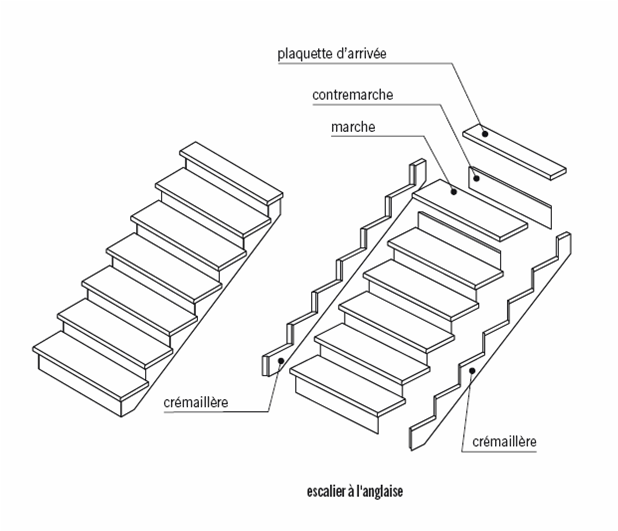 plaquette d'arrivée
contremarche
marche
crémaillère
crémaillère
escalier à l'anglaise